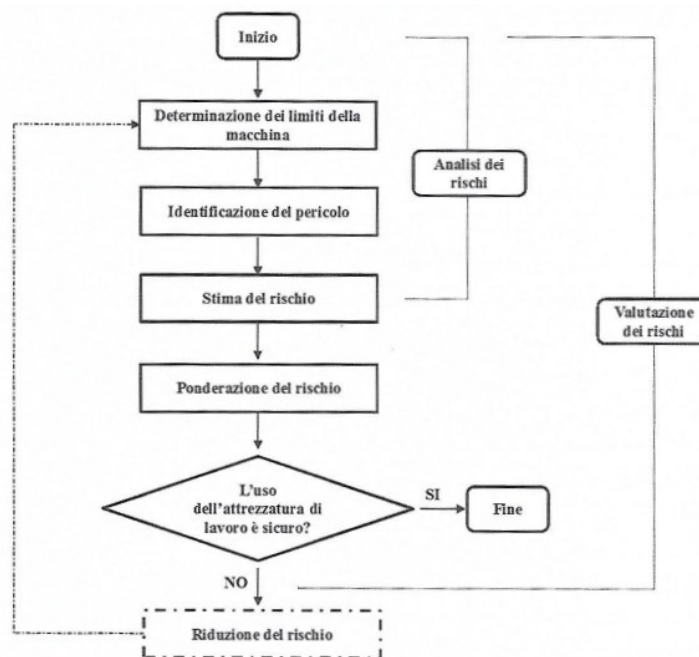 Inizio
Determinazione dei limiti della
macchina
Analisi dei
rischi
Identificazione del pericolo
Stima del rischio
Valutazione
dei rischi
Ponderazione del rischio
L'uso
dell'attrezzatura di
lavoro è sicuro?
SI
Fine
NO
Riduzione del rischio